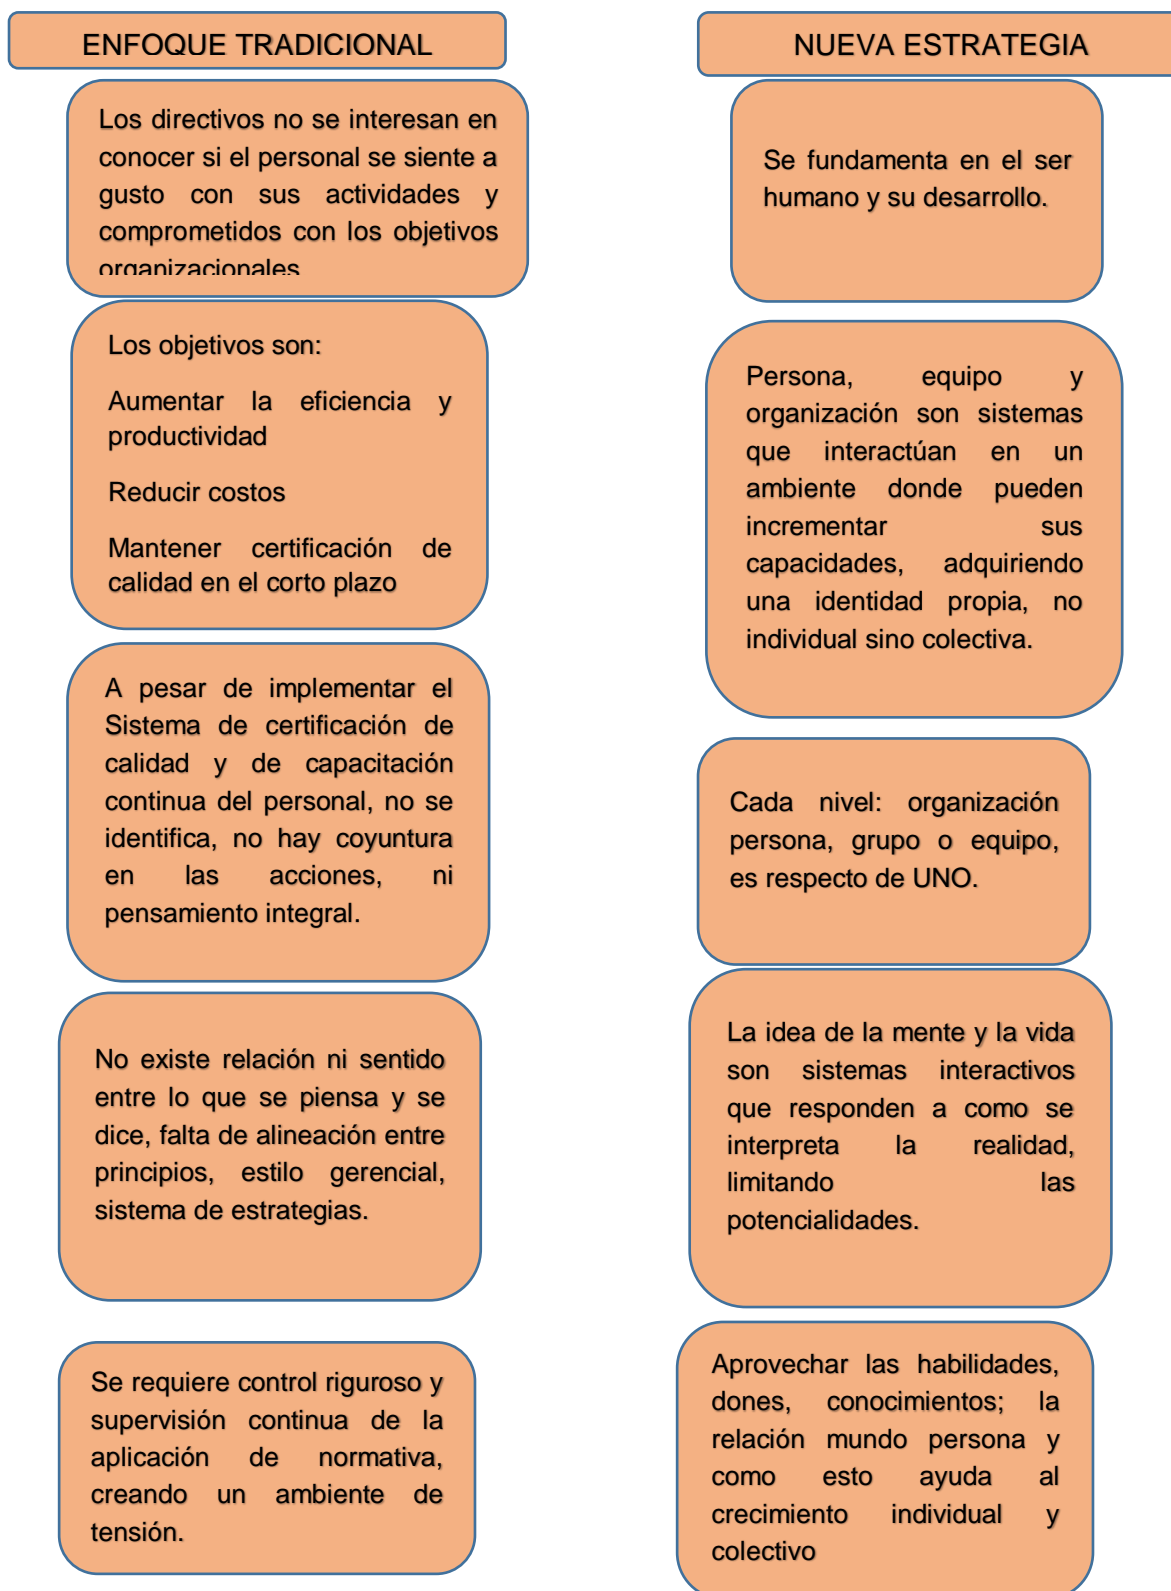 ENFOQUE TRADICIONAL
Los directivos no se interesan en
conocer si el personal se siente a
gusto con sus actividades y
comprometidos con los objetivos
organizacionales
Los objetivos son:
Aumentar la eficiencia y
productividad
Reducir costos
Mantener certificación de
calidad en el corto plazo
A pesar de implementar el
Sistema de certificación de
calidad y de capacitación
continua del personal, no se
identifica, no hay coyuntura
en las acciones, ni
pensamiento integral.
No existe relación ni sentido
entre lo que se piensa y se
dice, falta de alineación entre
principios, estilo gerencial,
sistema de estrategias.
Se requiere control riguroso y
supervisión continua de la
aplicación de normativa,
creando un ambiente de
tensión.
NUEVA ESTRATEGIA
Se fundamenta en el ser
humano y su desarrollo.
Persona, equipo y
organización son sistemas
que interactúan en un
ambiente donde pueden
incrementar sus
capacidades, adquiriendo
una identidad propia, no
individual sino colectiva.
Cada nivel: organización
persona, grupo o equipo,
es respecto de UNO.
La idea de la mente y la vida
son sistemas interactivos
que responden a como se
interpreta la realidad,
limitando las
potencialidades.
Aprovechar las habilidades,
dones, conocimientos; la
relación mundo persona y
como esto ayuda al
crecimiento individual y
colectivo